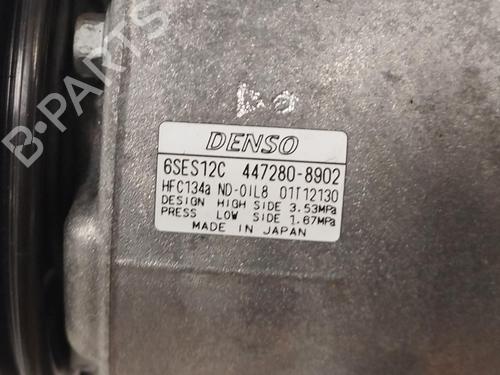 B-PARTS
DENSO
6SES12C 447280-8902
HFC134a ND-OIL8 01T12130
DESIGN HIGH SIDE 3.53MPa
PRESS LOW SIDE 1.67MPa
MADE IN JAPAN